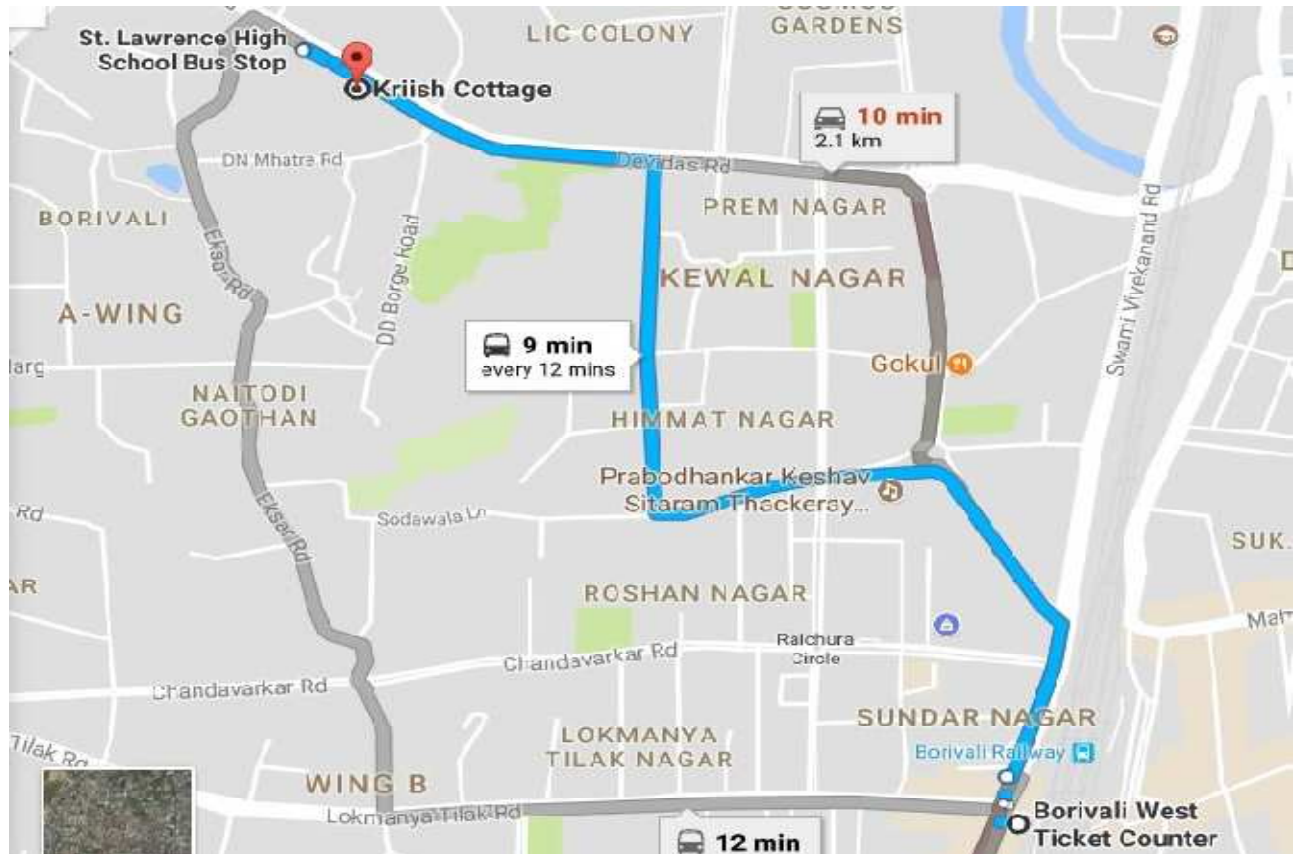 St. Lawrence High
School Bus Stop
LIC COLONY
GARDENS
Kriish Cottage
10 min
2.1 km
DN Mhatre Rd
Devidas Rd
BORIVALI
PREM NAGAR
Eksar Rd
DD Borge Road
KEWAL NAGAR
Swami Vivekanand Rd
A-WING
9 min
every 12 mins
Gokul
NAITODI
GAOTHAN
HIMMAT NAGAR
Prabodhankar Keshav
Sitaram Thackeray...
Rd
Sodawala Ln
Eksar Rd
SUK.
ROSHAN NAGAR
Raichura
Circle
Chandavarkar Rd
Chandavarkar Rd
SUNDAR NAGAR
LOKMANYA
TILAK NAGAR
Borivali Railway
Tilak Rd
WING B
Lokmanya Tilak Rd
Borivali West
Ticket Counter
12 min